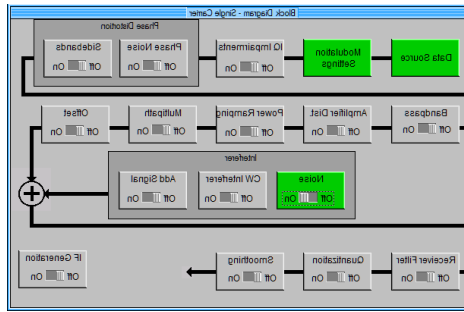 Block Diagram - Single Carrier
Data Source
Modulation
Settings
IQ Impairments
Off On
Phase Distortion
Phase Noise
Off On
Sidebands
Off On
Bandpass
Off On
Amplifier Dist.
Off On
Power Ramping
Off On
Multipath
Off On
Offset
Off On
Interferer
Noise
Off On
CW Interferer
Off On
Add Signal
Off On
Receiver Filter
Off On
Quantization
Off On
Smoothing
Off On
IF Generation
Off On